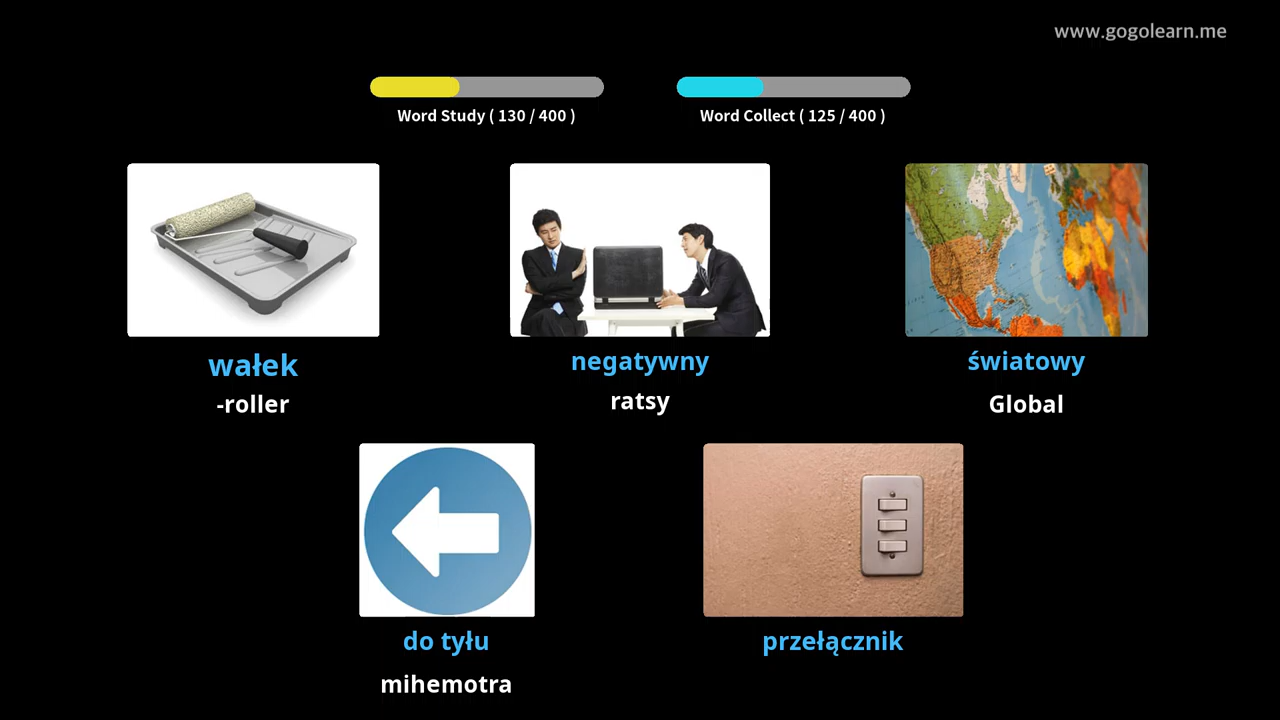 www.gogolearn.me
Word Study ( 130 / 400 )
Word Collect ( 125 / 400 )
wałek
-roller
negatywny
ratsy
światowy
Global
do tyłu
mihemotra
przełącznik